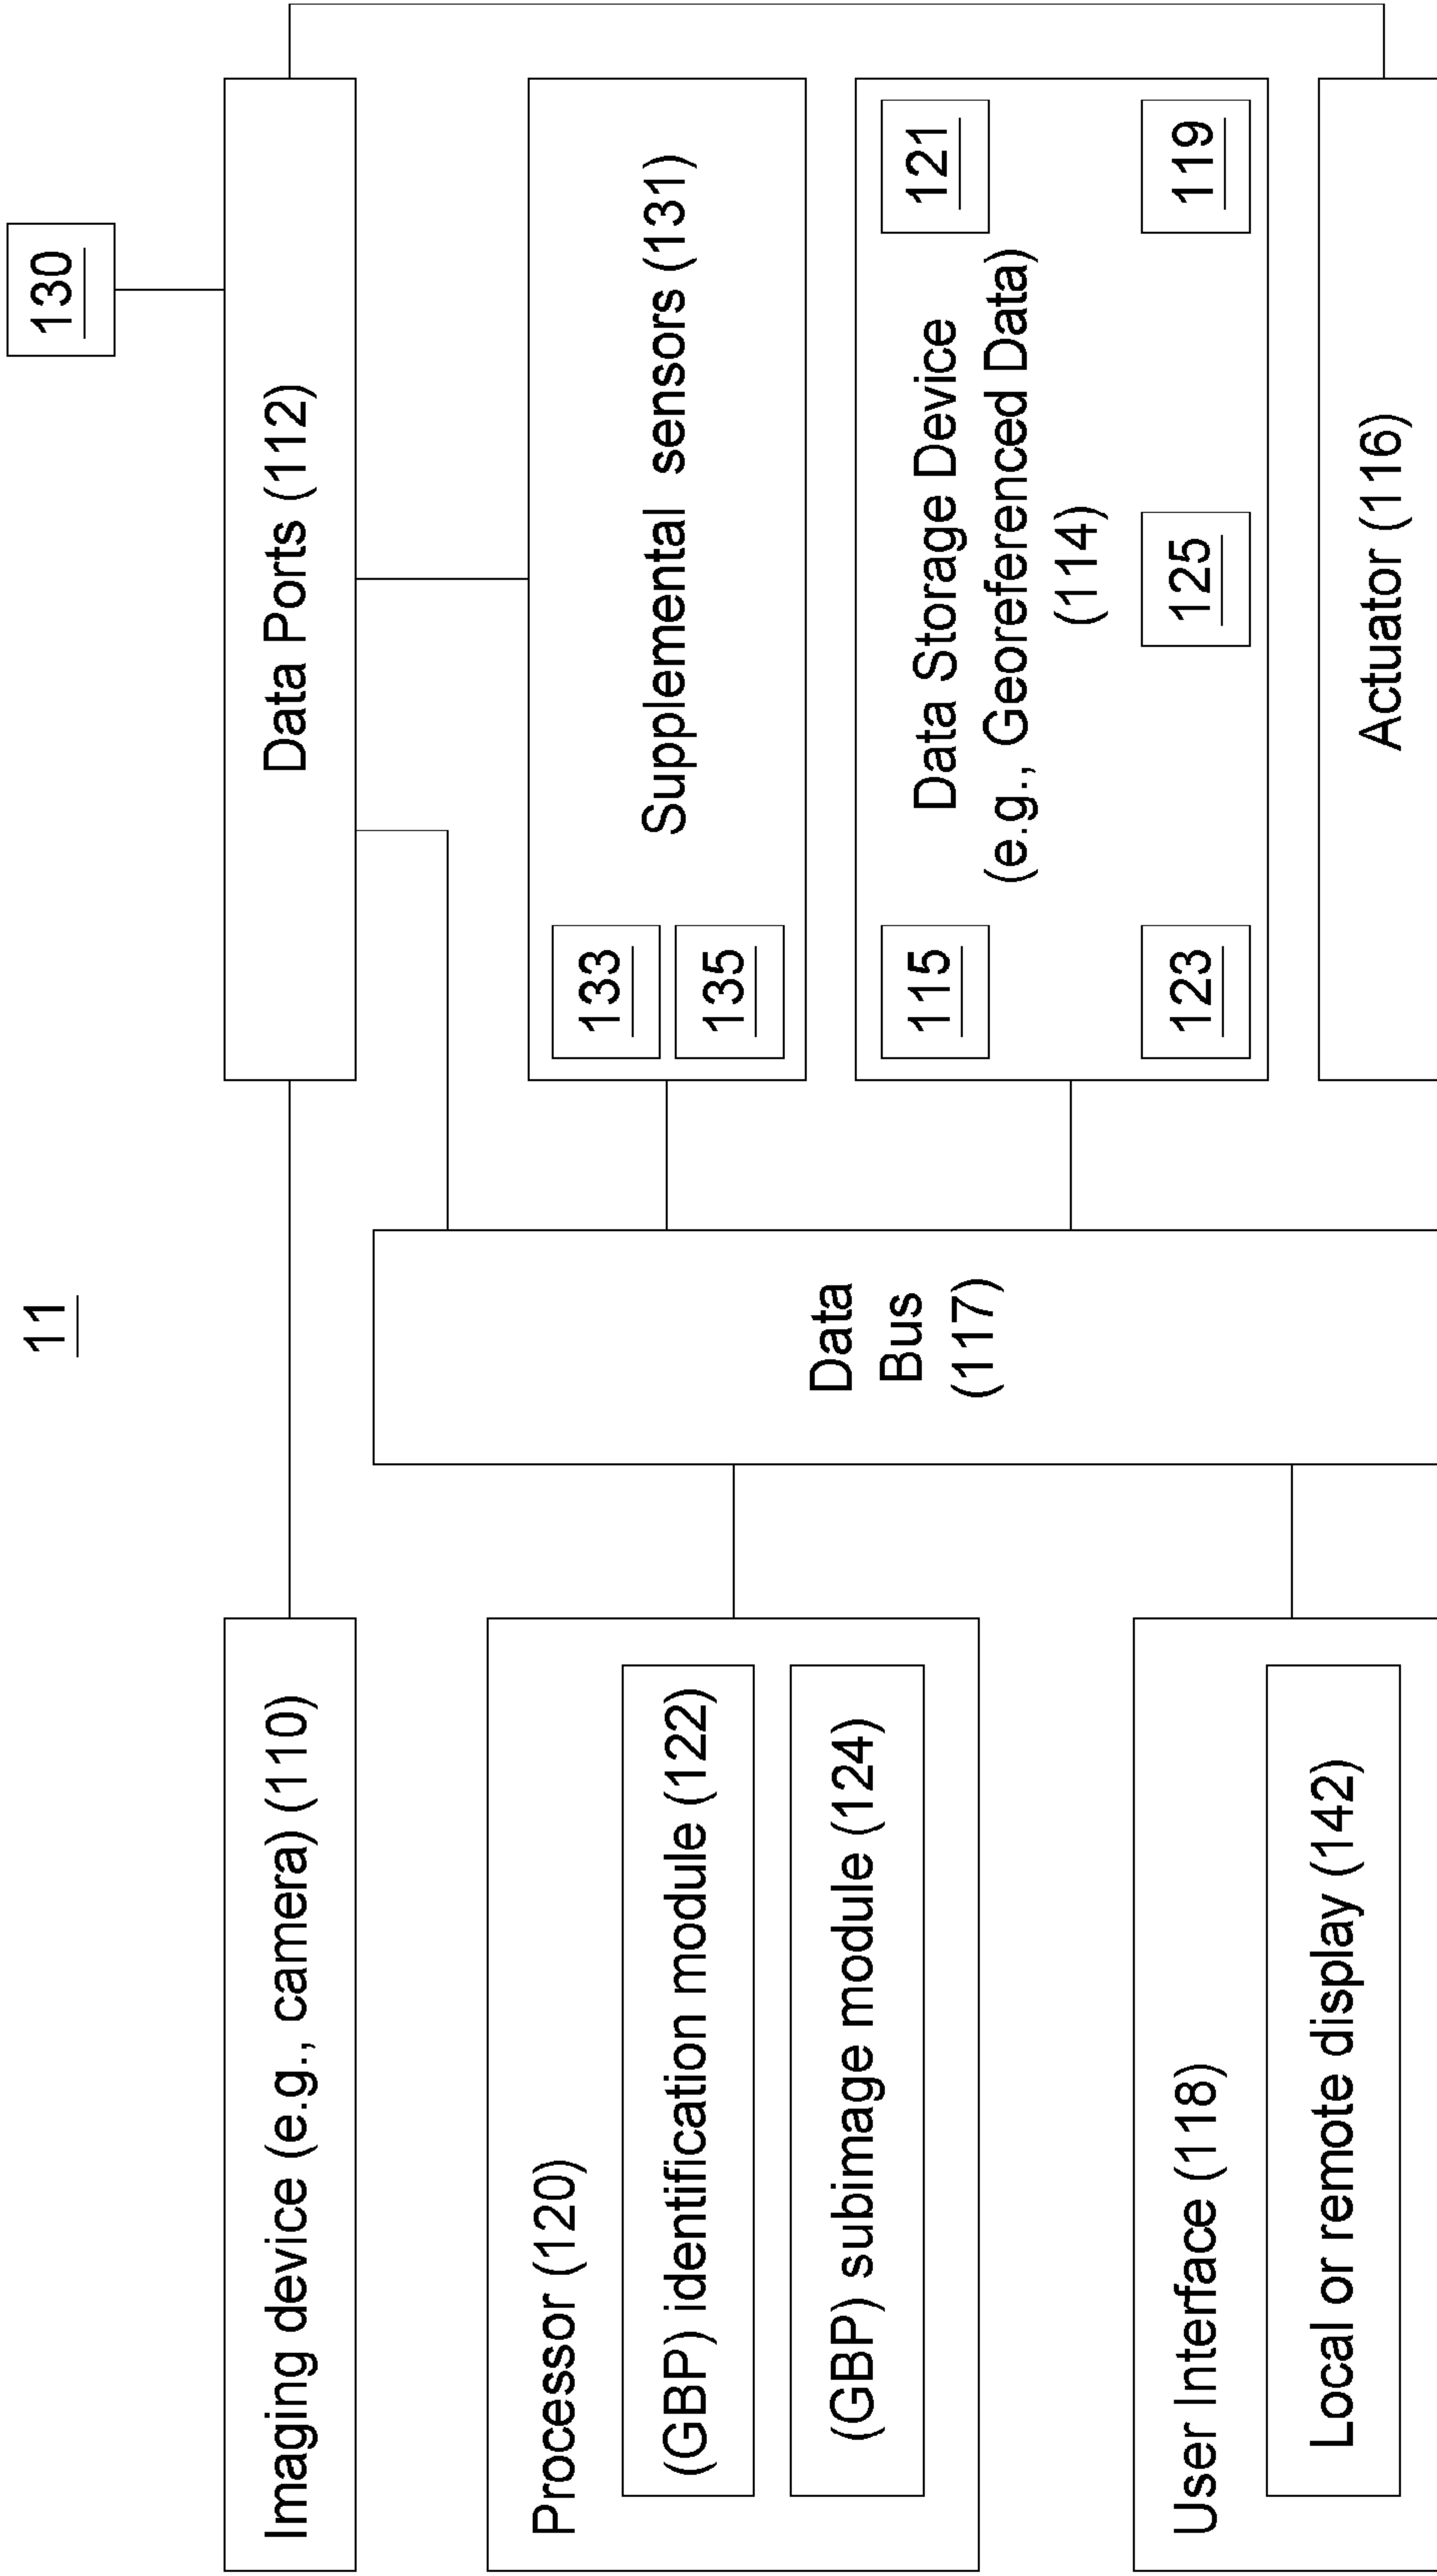 11
130
Imaging device (e.g., camera) (110)
Data Ports (112)
Processor (120)
(GBP) identification module (122)
(GBP) subimage module (124)
Data
Bus
(117)
133
135
Supplemental sensors (131)
115
121
Data Storage Device
(e.g., Georeferenced Data)
(114)
123
125
119
User Interface (118)
Local or remote display (142)
Actuator (116)